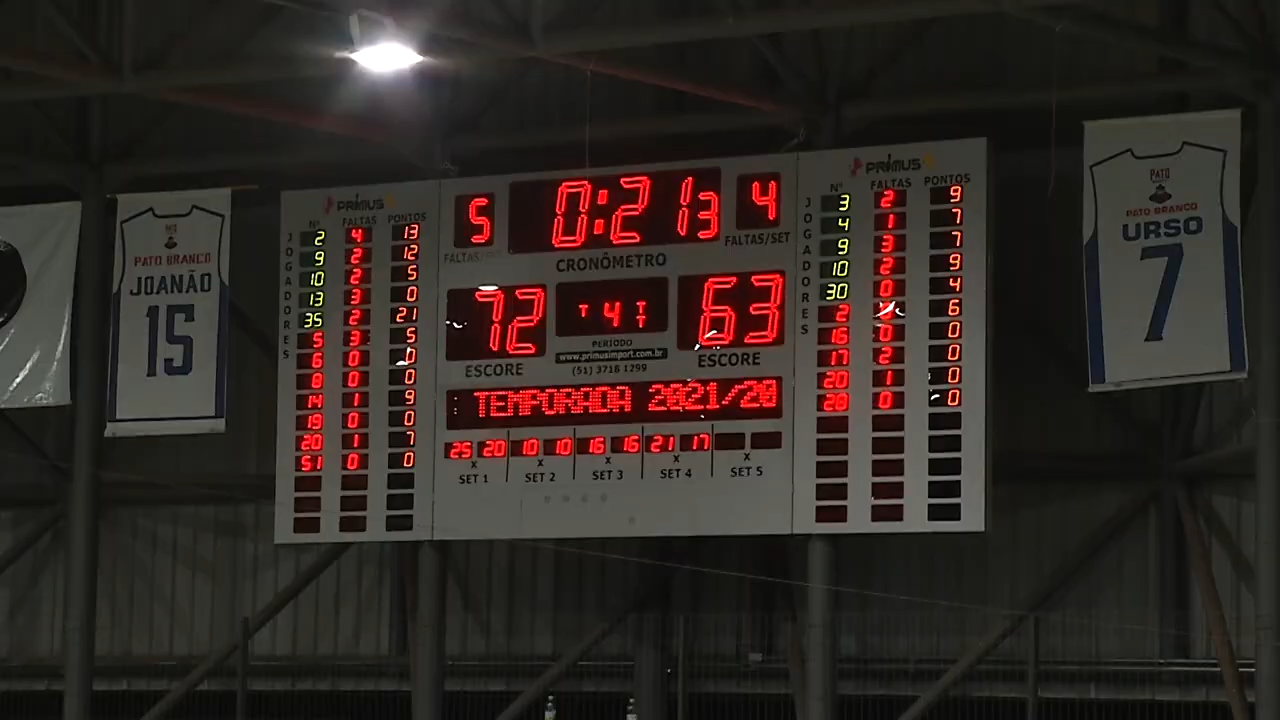 PRIMUS
Nº FALTAS PONTOS
JOGADORES
2 4 13
9 2 12
10 2 5
13 3 0
35 2 21
5 3 5
6 0 0
8 0 0
14 1 9
19 0 0
20 1 7
51 0 0
5 0:21 13 4
FALTAS/SET
CRONÔMETRO
72 T 4 T T 63
ESCORE PERÍODO ESCORE
www.primusimport.com.br
(51) 3718 1299
TEMPORADA 2021/20
25 20 10 10 16 16 21 17
X X X X X
SET 1 SET 2 SET 3 SET 4 SET 5
PRIMUS
Nº FALTAS PONTOS
JOGADORES
3 2 9
4 1 7
9 3 7
10 2 9
30 0 4
2 6
16 0 0
17 2 0
20 1 0
28 0 0
PATO BRANCO
JOANÃO
15
PATO
PATO BRANCO
URSO
7